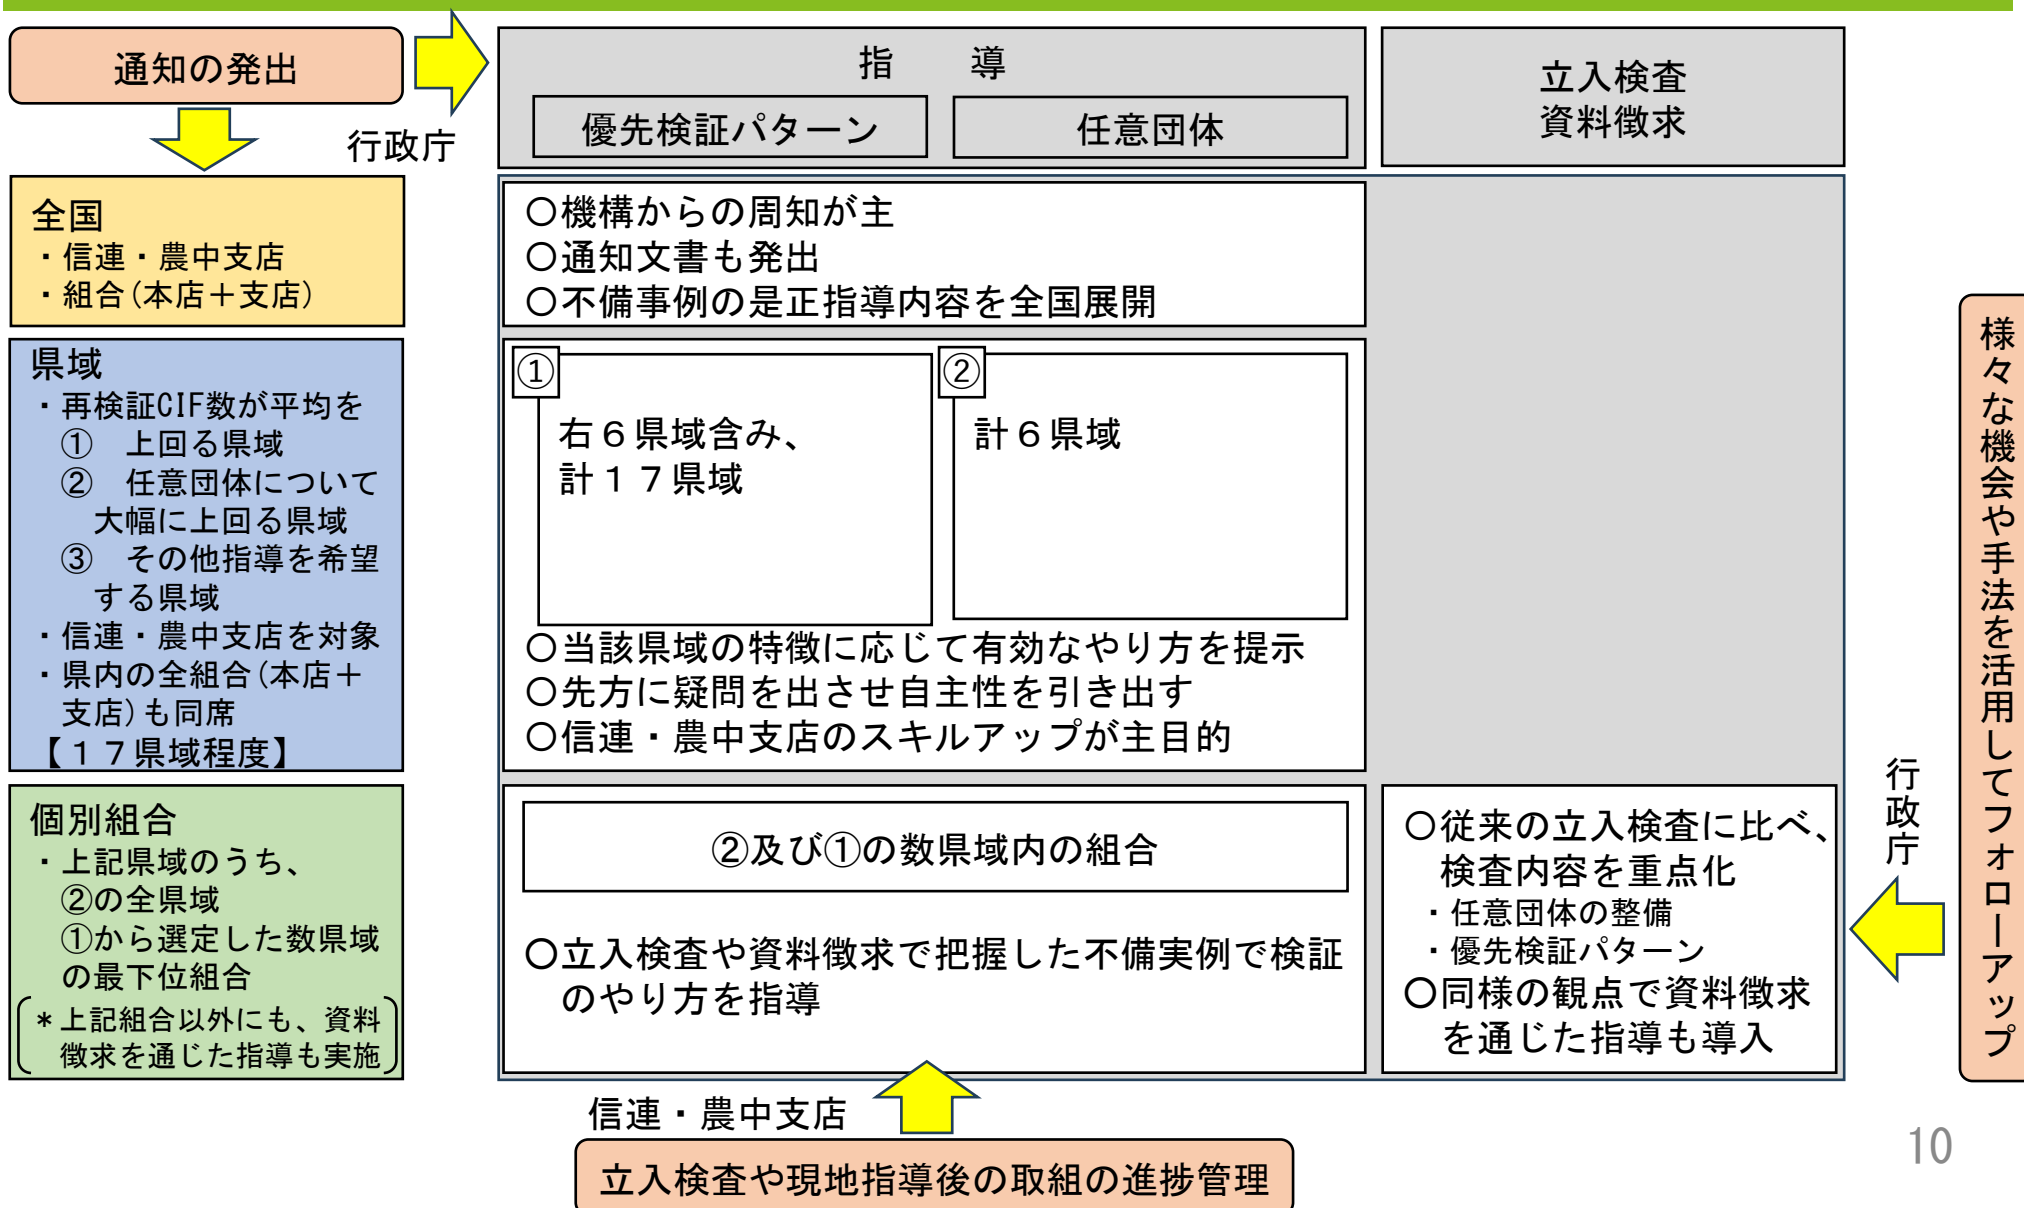 通知の発出
行政庁
指　導
優先検証パターン
任意団体
立入検査
資料徴求
全国
・信連・農中支店
・組合(本店＋支店)
〇機構からの周知が主
〇通知文書も発出
〇不備事例の是正指導内容を全国展開
県域
・再検証CIF数が平均を
①　上回る県域
②　任意団体について
大幅に上回る県域
③　その他指導を希望
する県域
・信連・農中支店を対象
・県内の全組合(本店＋
支店)も同席
【１７県域程度】
①
右６県域含み、
計１７県域
②
計６県域
〇当該県域の特徴に応じて有効なやり方を提示
〇先方に疑問を出させ自主性を引き出す
〇信連・農中支店のスキルアップが主目的
個別組合
・上記県域のうち、
②の全県域
①から選定した数県域
の最下位組合
＊上記組合以外にも、資料
徴求を通じた指導も実施
②及び①の数県域内の組合
〇立入検査や資料徴求で把握した不備実例で検証
のやり方を指導
〇従来の立入検査に比べ、
検査内容を重点化
・任意団体の整備
・優先検証パターン
〇同様の観点で資料徴求
を通じた指導も導入
行政庁
様々な機会や手法を活用してフォローアップ
信連・農中支店
立入検査や現地指導後の取組の進捗管理
10